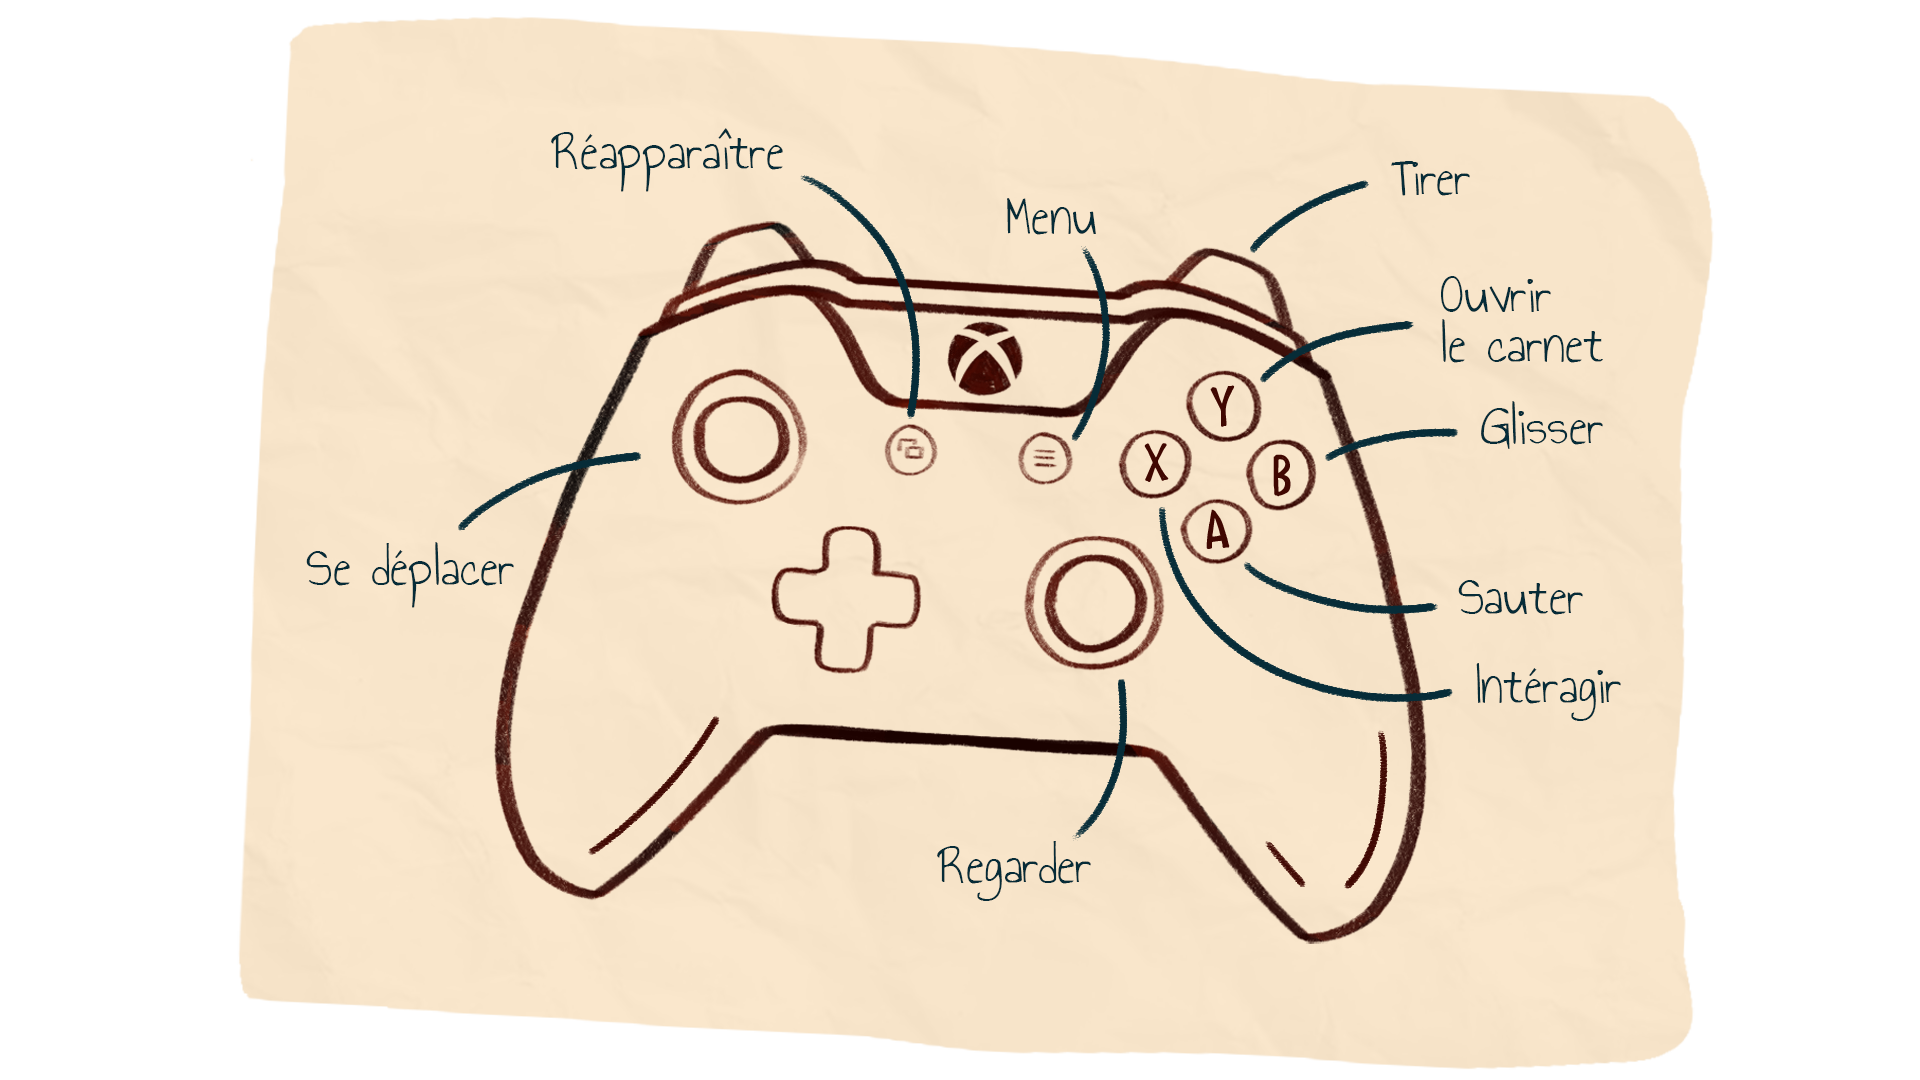 Réapparaître
Tirer
Menu
Ouvrir
le carnet
Y
Glisser
X
B
A
Se déplacer
Sauter
Intéragir
Regarder